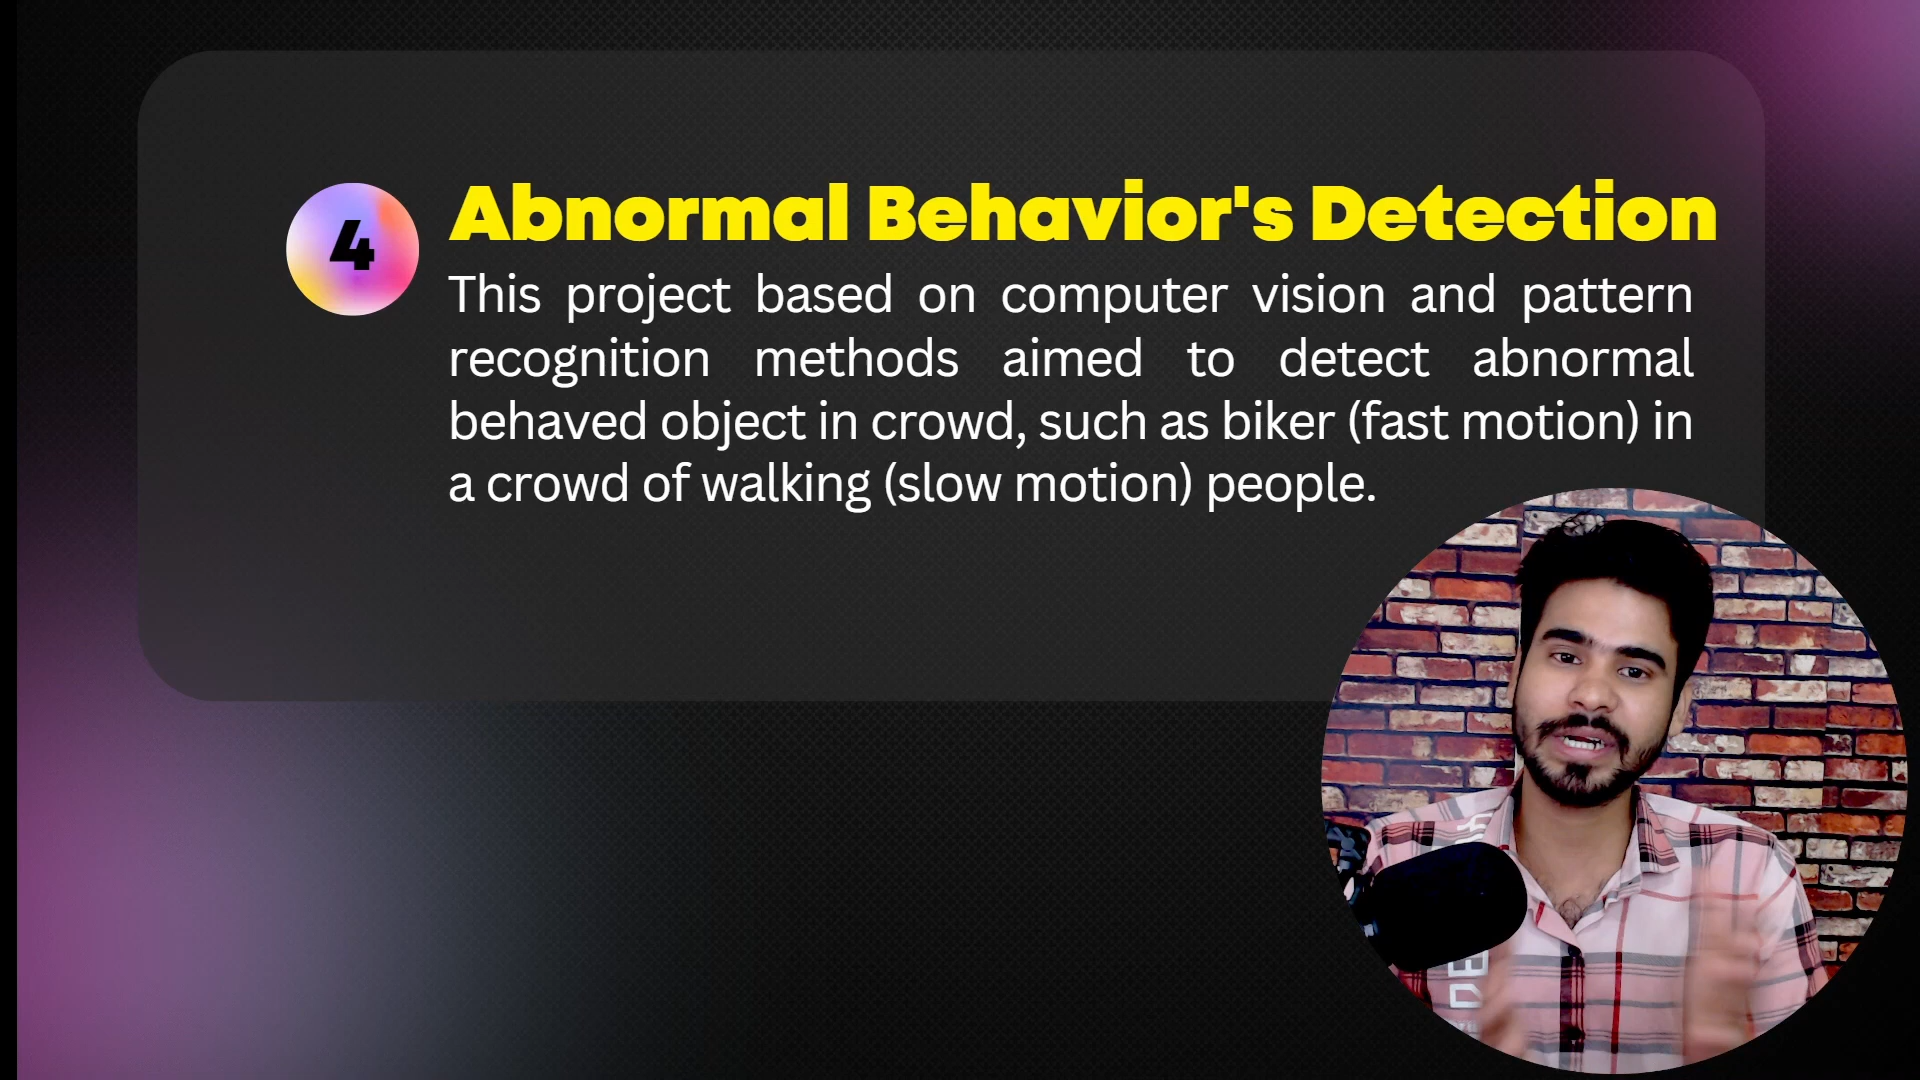 4
Abnormal Behavior's Detection
This project based on computer vision and pattern
recognition methods aimed to detect abnormal
behaved object in crowd, such as biker (fast motion) in
a crowd of walking (slow motion) people.